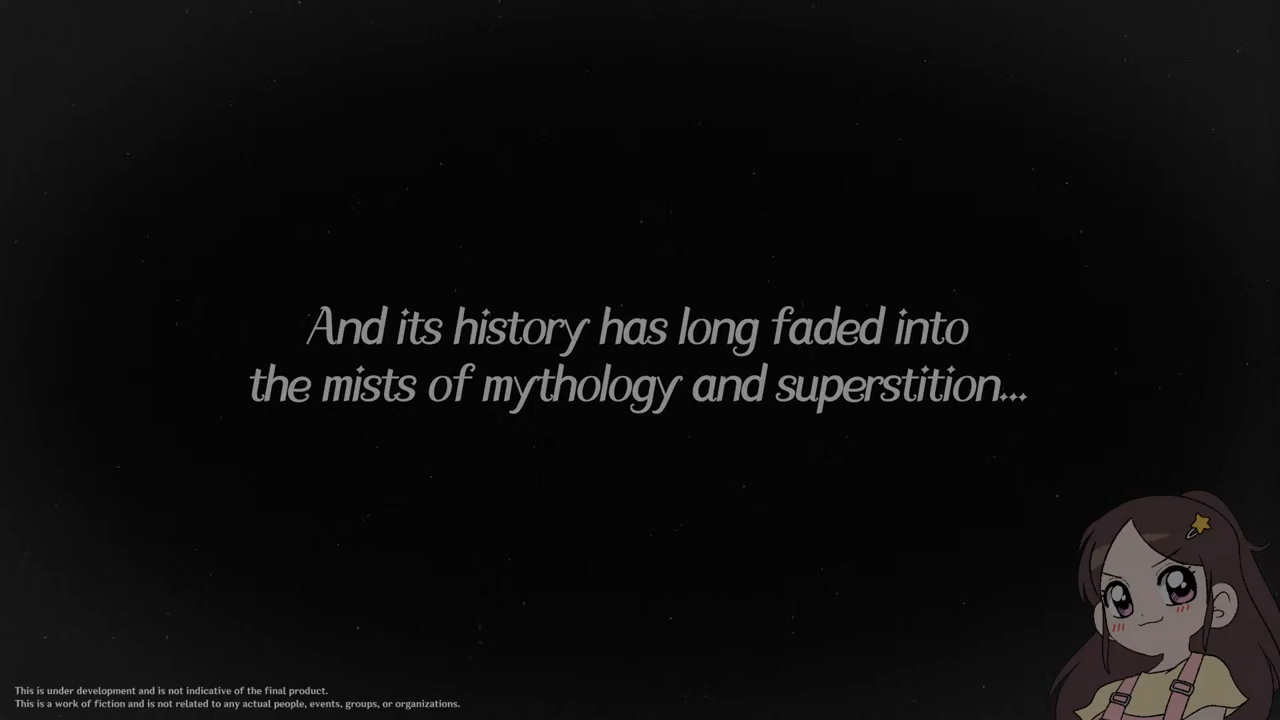 And its history has long faded into
the mists of mythology and superstition...
This is under development and is not indicative of the final product.
This is a work of fiction and is not related to any actual people, events, groups, or organizations.